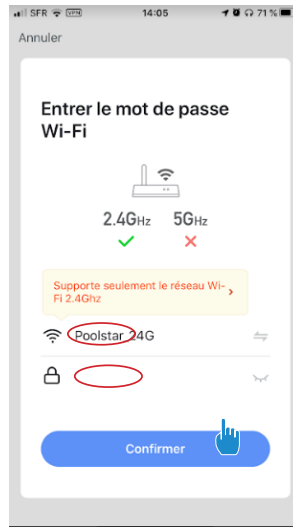 SFR VPN 14:05 71 %
Annuler
Entrer le mot de passe
Wi-Fi
2.4GHz 5GHz
Supporte seulement le réseau Wi-
Fi 2.4Ghz
Poolstar 24G
Confirmer